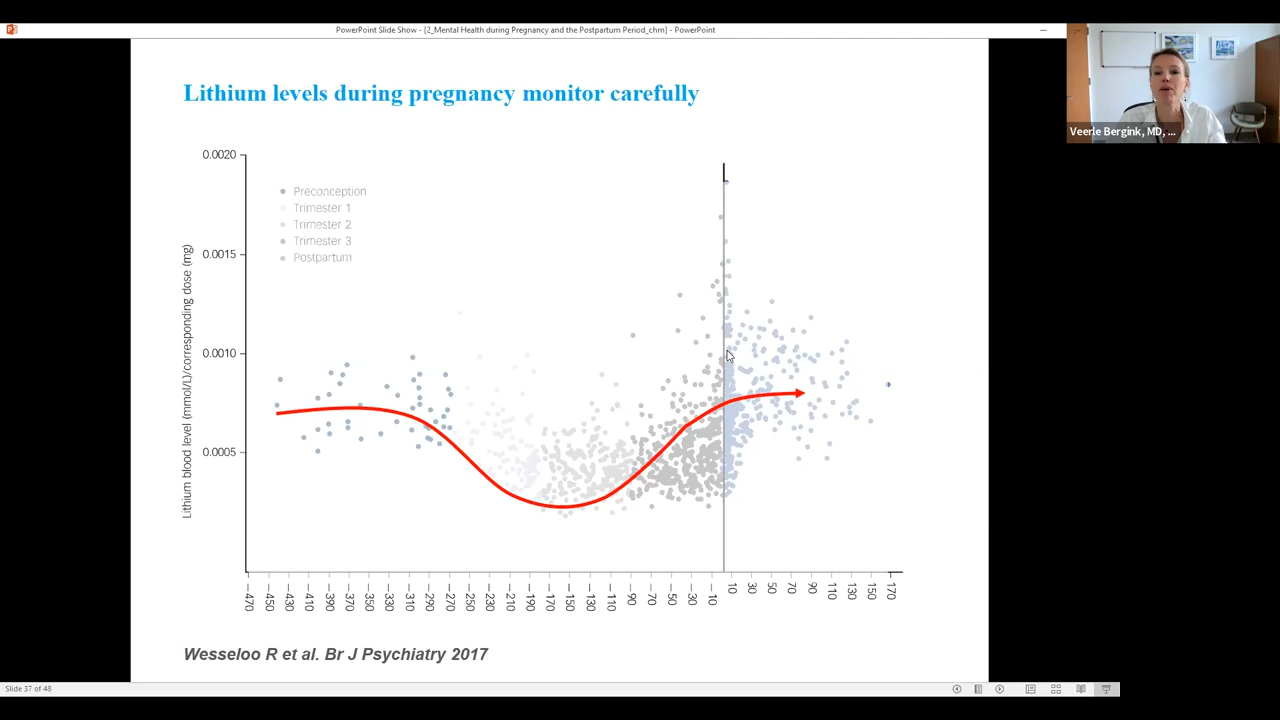 PowerPoint Slide Show - [2_Mental Health during Pregnancy and the Postpartum Period_chm] - PowerPoint
Veerle Bergink, MD, ...
Lithium levels during pregnancy monitor carefully
Lithium blood level (mmol/L)/corresponding dose (mg)
0.0020
0.0015
0.0010
0.0005
Preconception
Trimester 1
Trimester 2
Trimester 3
Postpartum
-470 -450 -430 -410 -390 -370 -350 -330 -310 -290 -270 -250 -230 -210 -190 -170 -150 -130 -110 -90 -70 -50 -30 -10 10 30 50 70 90 110 130 150 170
Wesseloo R et al. Br J Psychiatry 2017
Slide 37 of 48